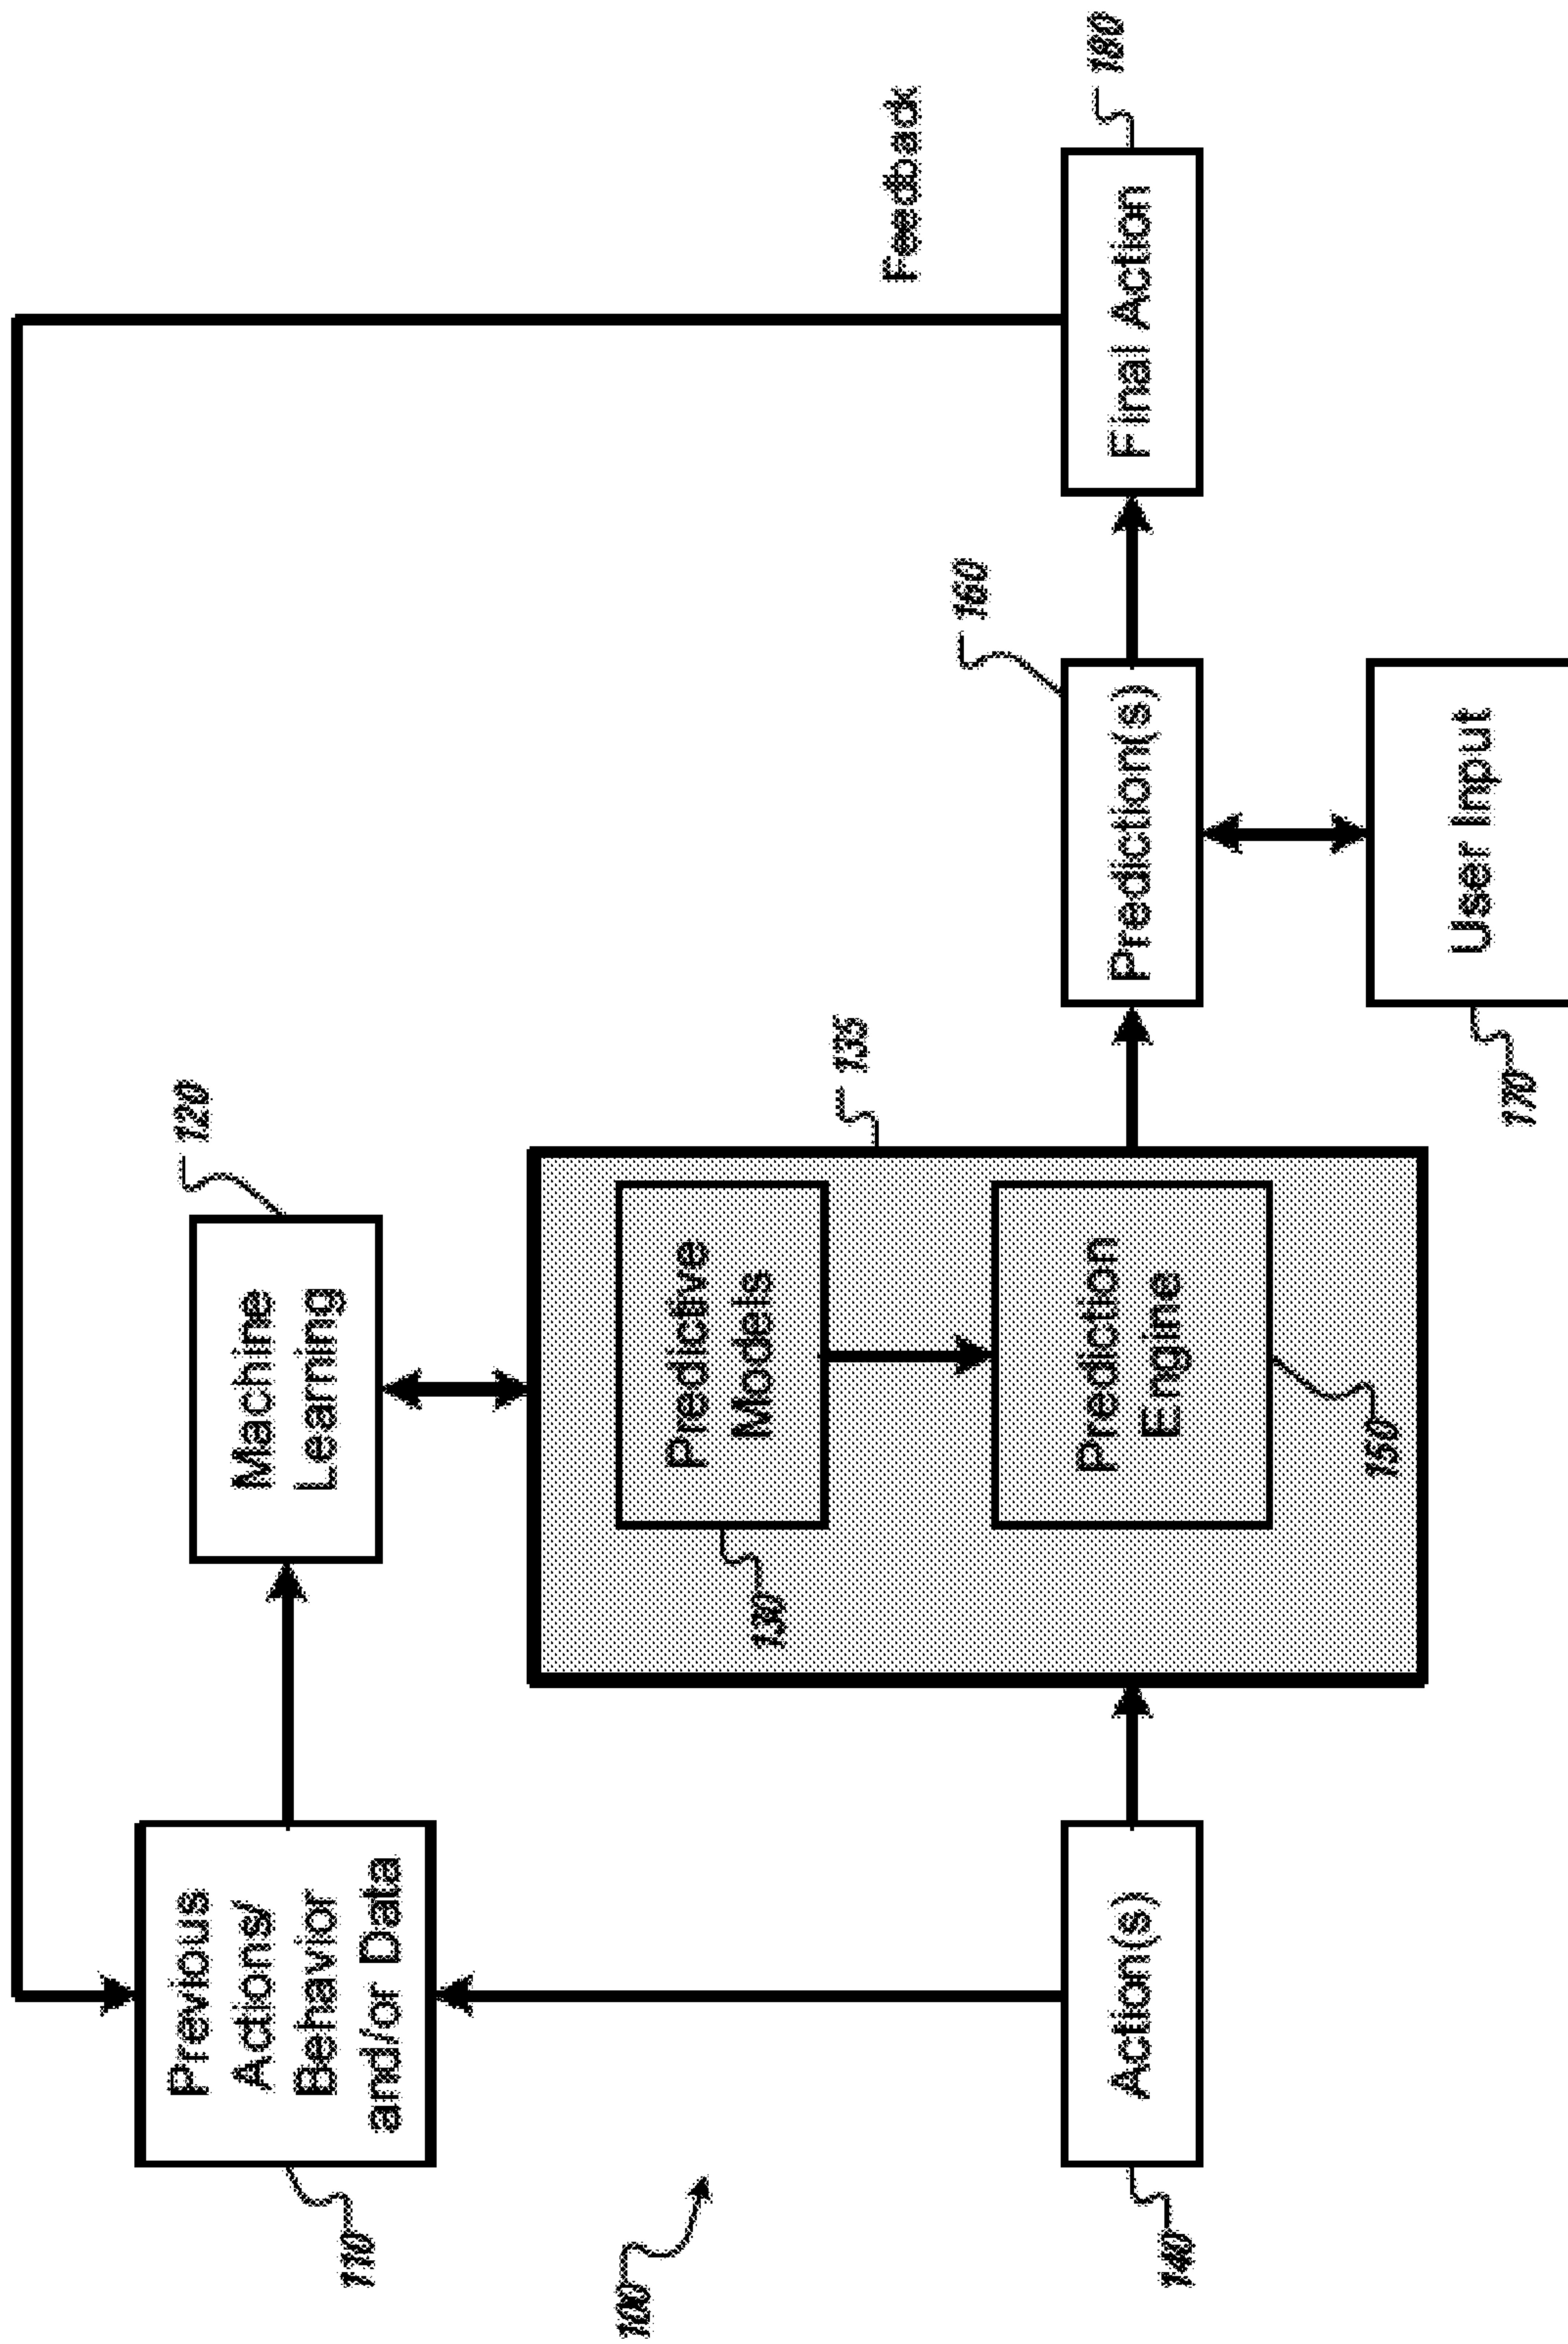 Previous
Actions/
Behavior
and/or Data
110
Machine
Learning
120
100
Predictive
Models
130
135
Prediction
Engine
150
Feedback
Action(s)
140
Prediction(s)
160
Final Action
180
User Input
170